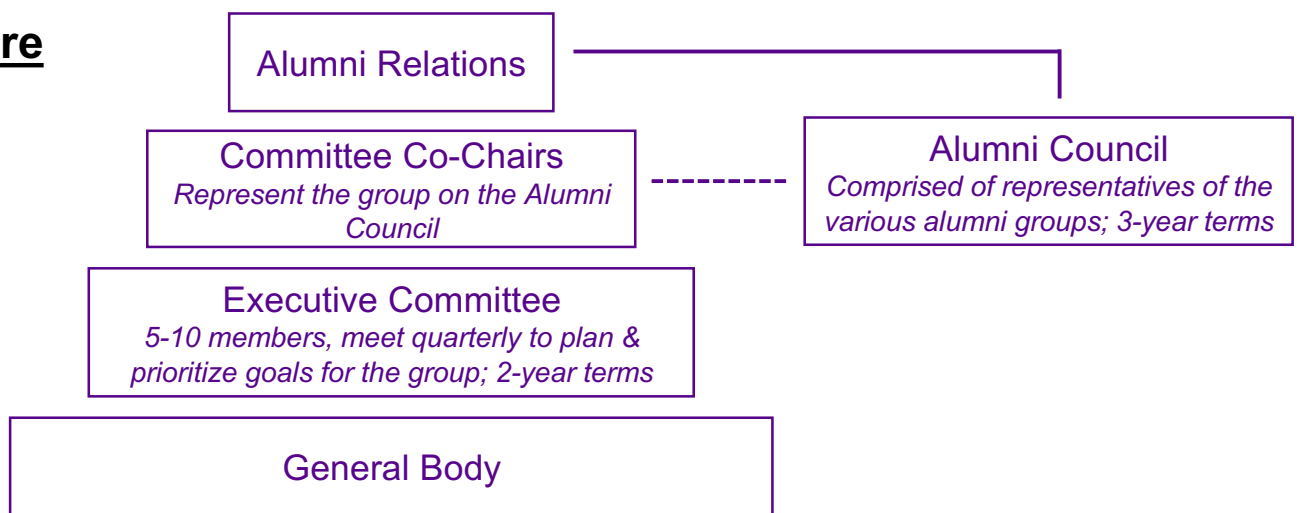 re
Alumni Relations
Committee Co-Chairs
Represent the group on the Alumni
Council
Alumni Council
Comprised of representatives of the
various alumni groups; 3-year terms
Executive Committee
5-10 members, meet quarterly to plan &
prioritize goals for the group; 2-year terms
General Body